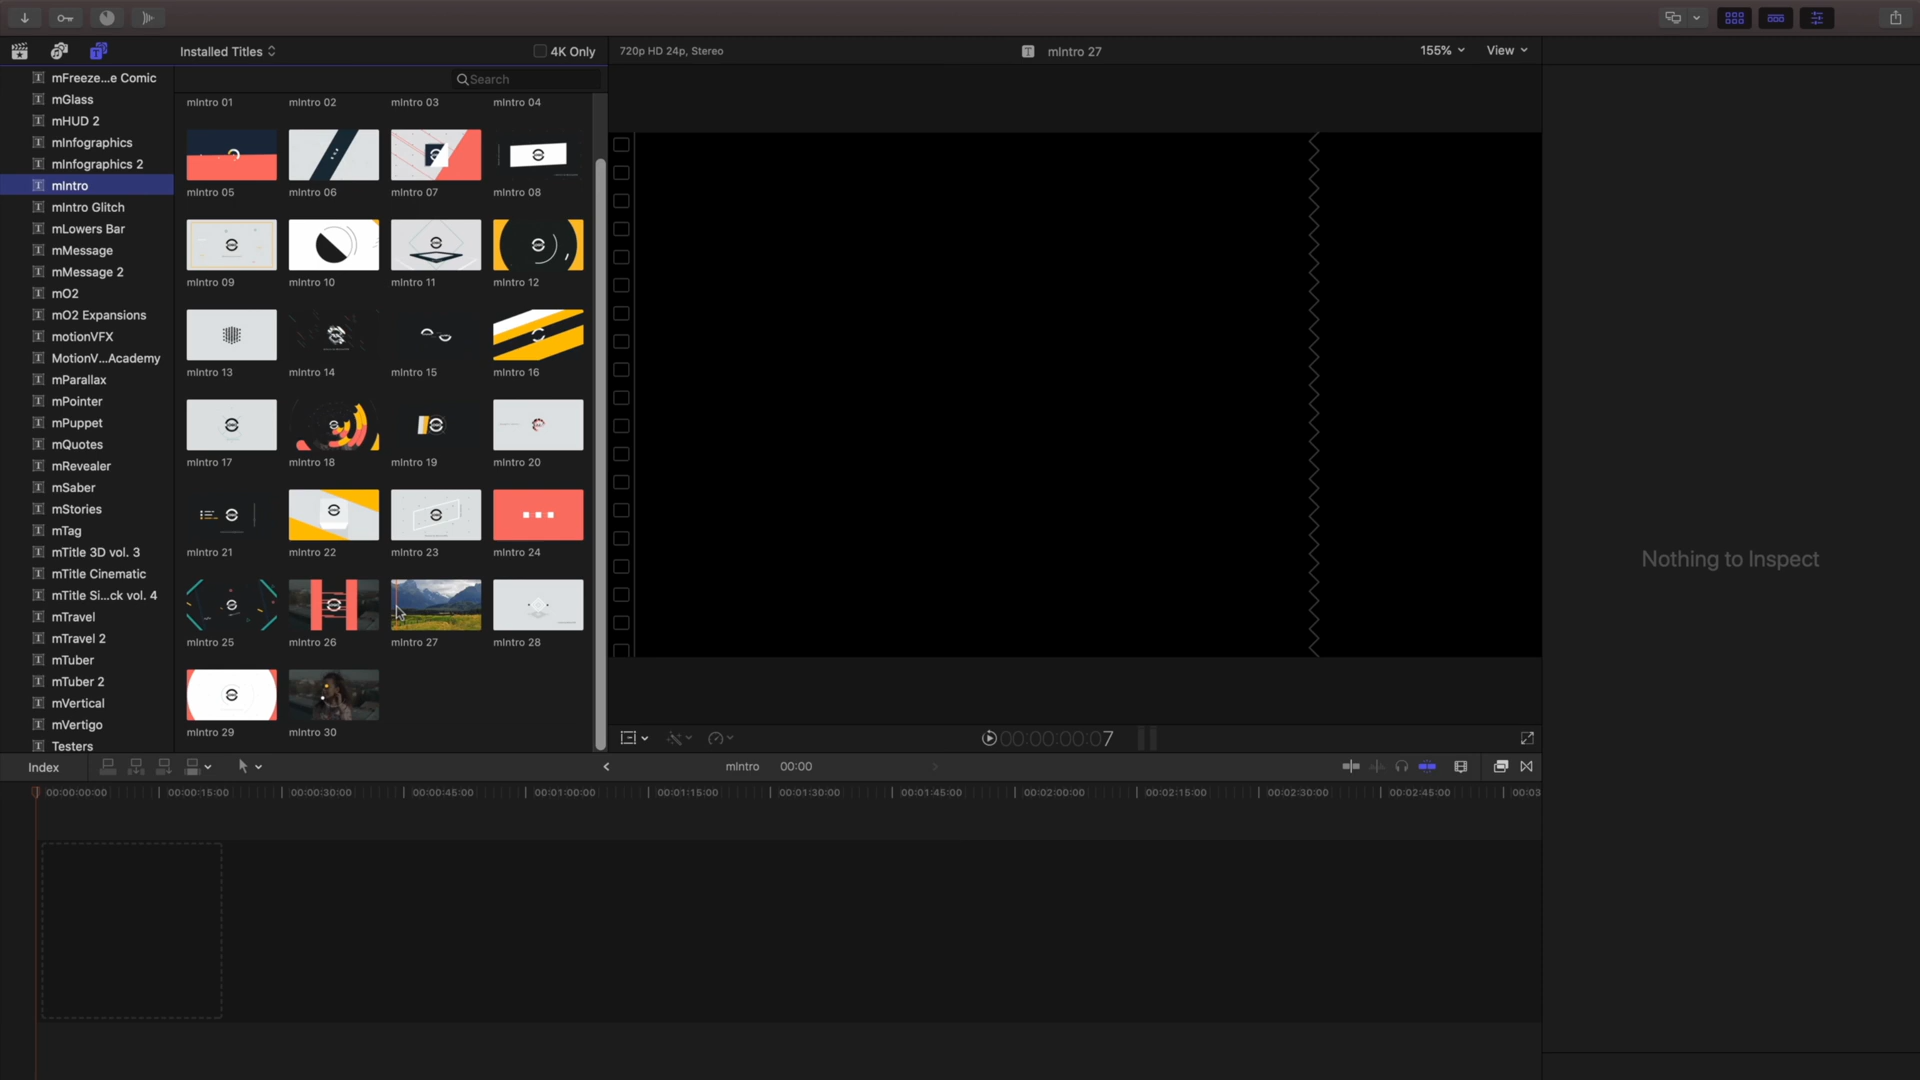 Installed Titles
4K Only
720p HD 24p, Stereo
mIntro 27
155%
View
Search
mFreeze...e Comic
mGlass
mHUD 2
mInfographics
mInfographics 2
mIntro
mIntro Glitch
mLowers Bar
mMessage
mMessage 2
mO2
mO2 Expansions
motionVFX
MotionV...Academy
mParallax
mPointer
mPuppet
mQuotes
mRevealer
mSaber
mStories
mTag
mTitle 3D vol. 3
mTitle Cinematic
mTitle Si...ck vol. 4
mTravel
mTravel 2
mTuber
mTuber 2
mVertical
mVertigo
Testers
mIntro 01
mIntro 02
mIntro 03
mIntro 04
mIntro 05
mIntro 06
mIntro 07
mIntro 08
mIntro 09
mIntro 10
mIntro 11
mIntro 12
mIntro 13
mIntro 14
mIntro 15
mIntro 16
mIntro 17
mIntro 18
mIntro 19
mIntro 20
mIntro 21
mIntro 22
mIntro 23
mIntro 24
mIntro 25
mIntro 26
mIntro 27
mIntro 28
mIntro 29
mIntro 30
Nothing to Inspect
00:00:00:07
Index
mIntro
00:00
00:00:00:00
00:00:15:00
00:00:30:00
00:00:45:00
00:01:00:00
00:01:15:00
00:01:30:00
00:01:45:00
00:02:00:00
00:02:15:00
00:02:30:00
00:02:45:00
00:03